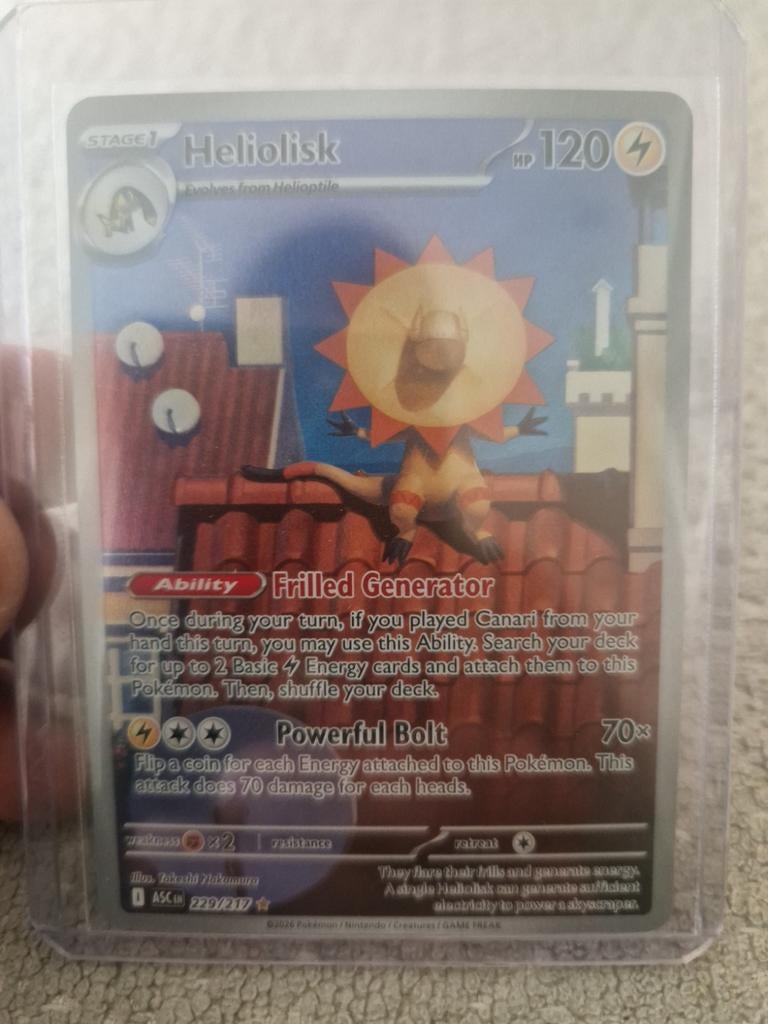 STAGE 1 Heliolisk HP 120
Evolves from Helioptile
Ability Frilled Generator
Once during your turn, if you played Canari from your
hand this turn, you may use this Ability. Search your deck
for up to 2 Basic Energy cards and attach them to this
Pokémon. Then, shuffle your deck.
Powerful Bolt 70×
Flip a coin for each Energy attached to this Pokémon. This
attack does 70 damage for each heads.
weakness ×2 resistance retreat
Illus. Takeshi Nakamura
They flare their frills and generate energy.
A single Heliolisk can generate sufficient
electricity to power a skyscraper.
ASC EN 229/217
©2026 Pokémon / Nintendo / Creatures / GAME FREAK